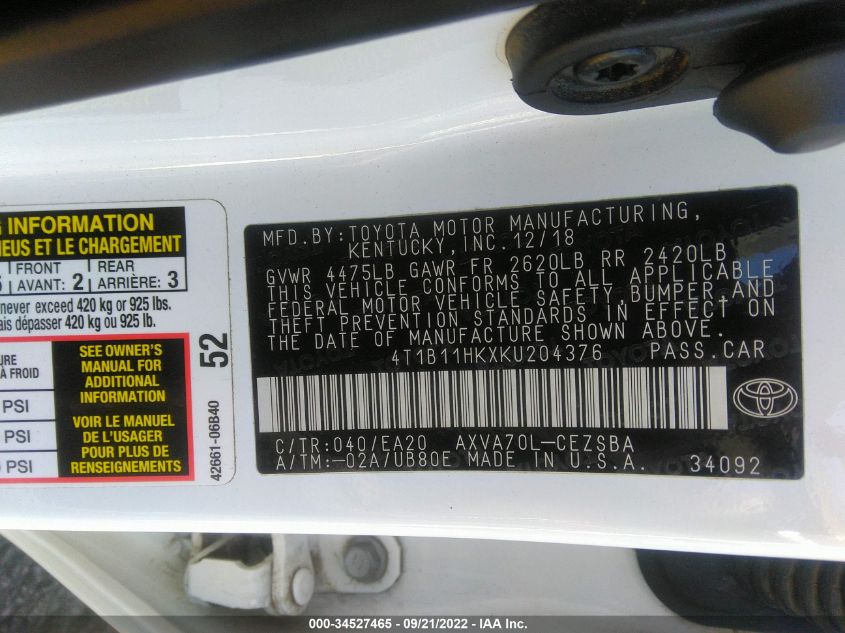 INFORMATION
NEUS ET LE CHARGEMENT
FRONT
AVANT: 2
REAR
ARRIÈRE: 3
never exceed 420 kg or 925 lbs.
dépasser 420 kg ou 925 lb.
À FROID
PSI
PSI
PSI
SEE OWNER'S
MANUAL FOR
ADDITIONAL
INFORMATION
VOIR LE MANUEL
DE L'USAGER
POUR PLUS DE
RENSEIGNEMENTS
52
42661-06B40
MFD.BY:TOYOTA MOTOR MANUFACTURING,
KENTUCKY,INC.12/18
GVWR 4475LB GAWR FR 2620LB RR 2420LB
THIS VEHICLE CONFORMS TO ALL APPLICABLE
FEDERAL MOTOR VEHICLE SAFETY,BUMPER,AND
THEFT PREVENTION STANDARDS IN EFFECT ON
THE DATE OF MANUFACTURE SHOWN ABOVE.
4T1B11HKXKU204376 PASS.CAR
C/TR:040/EA20 AXVA70L-CEZSBA
A/TM:-02A/UB80E MADE IN U.S.A. 34092
000-34527465 - 09/21/2022 - IAA Inc.